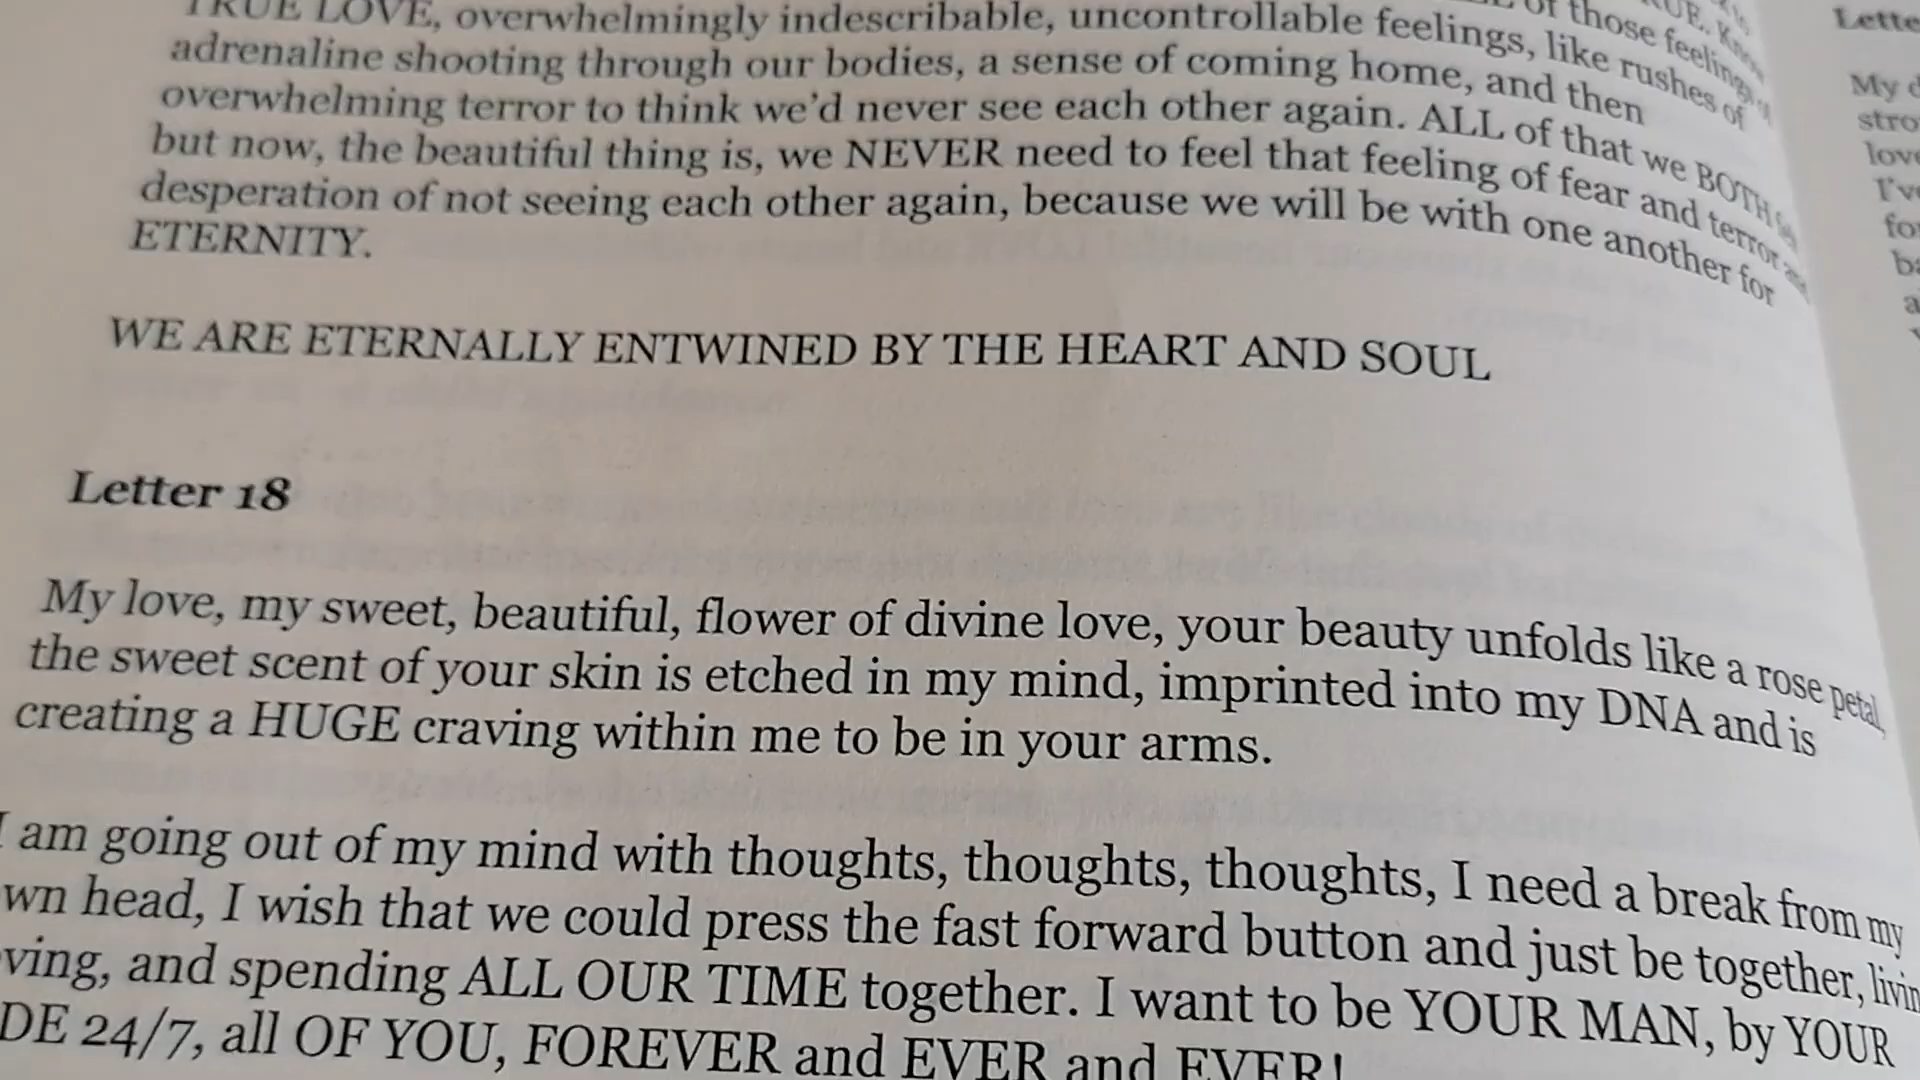 TRUE LOVE, overwhelmingly indescribable, uncontrollable feelings, like rushes of
adrenaline shooting through our bodies, a sense of coming home, and then
overwhelming terror to think we'd never see each other again. ALL of that we BOTH
but now, the beautiful thing is, we NEVER need to feel that feeling of fear and terror and
desperation of not seeing each other again, because we will be with one another for
ETERNITY.
WE ARE ETERNALLY ENTWINED BY THE HEART AND SOUL
Letter 18
My love, my sweet, beautiful, flower of divine love, your beauty unfolds like a rose petal,
the sweet scent of your skin is etched in my mind, imprinted into my DNA and is
creating a HUGE craving within me to be in your arms.
I am going out of my mind with thoughts, thoughts, thoughts, I need a break from my
head, I wish that we could press the fast forward button and just be together,
and spending ALL OUR TIME together. I want to be YOUR MAN, by YOUR
24/7, all OF YOU, FOREVER and EVER and EVER!
of those feelings
My